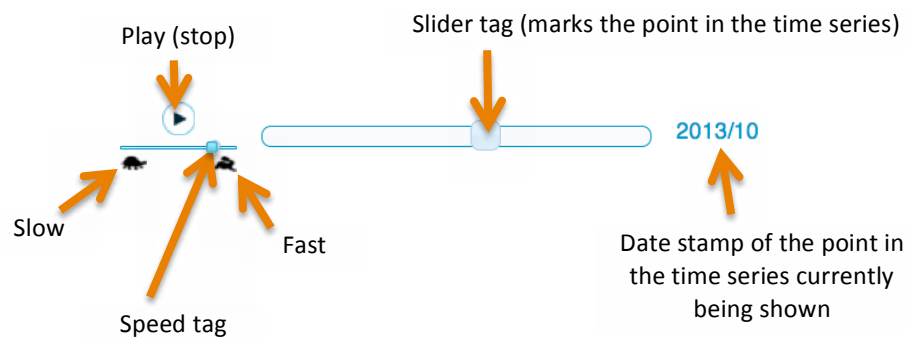 Play (stop)
Slider tag (marks the point in the time series)
2013/10
Slow
Fast
Speed tag
Date stamp of the point in
the time series currently
being shown